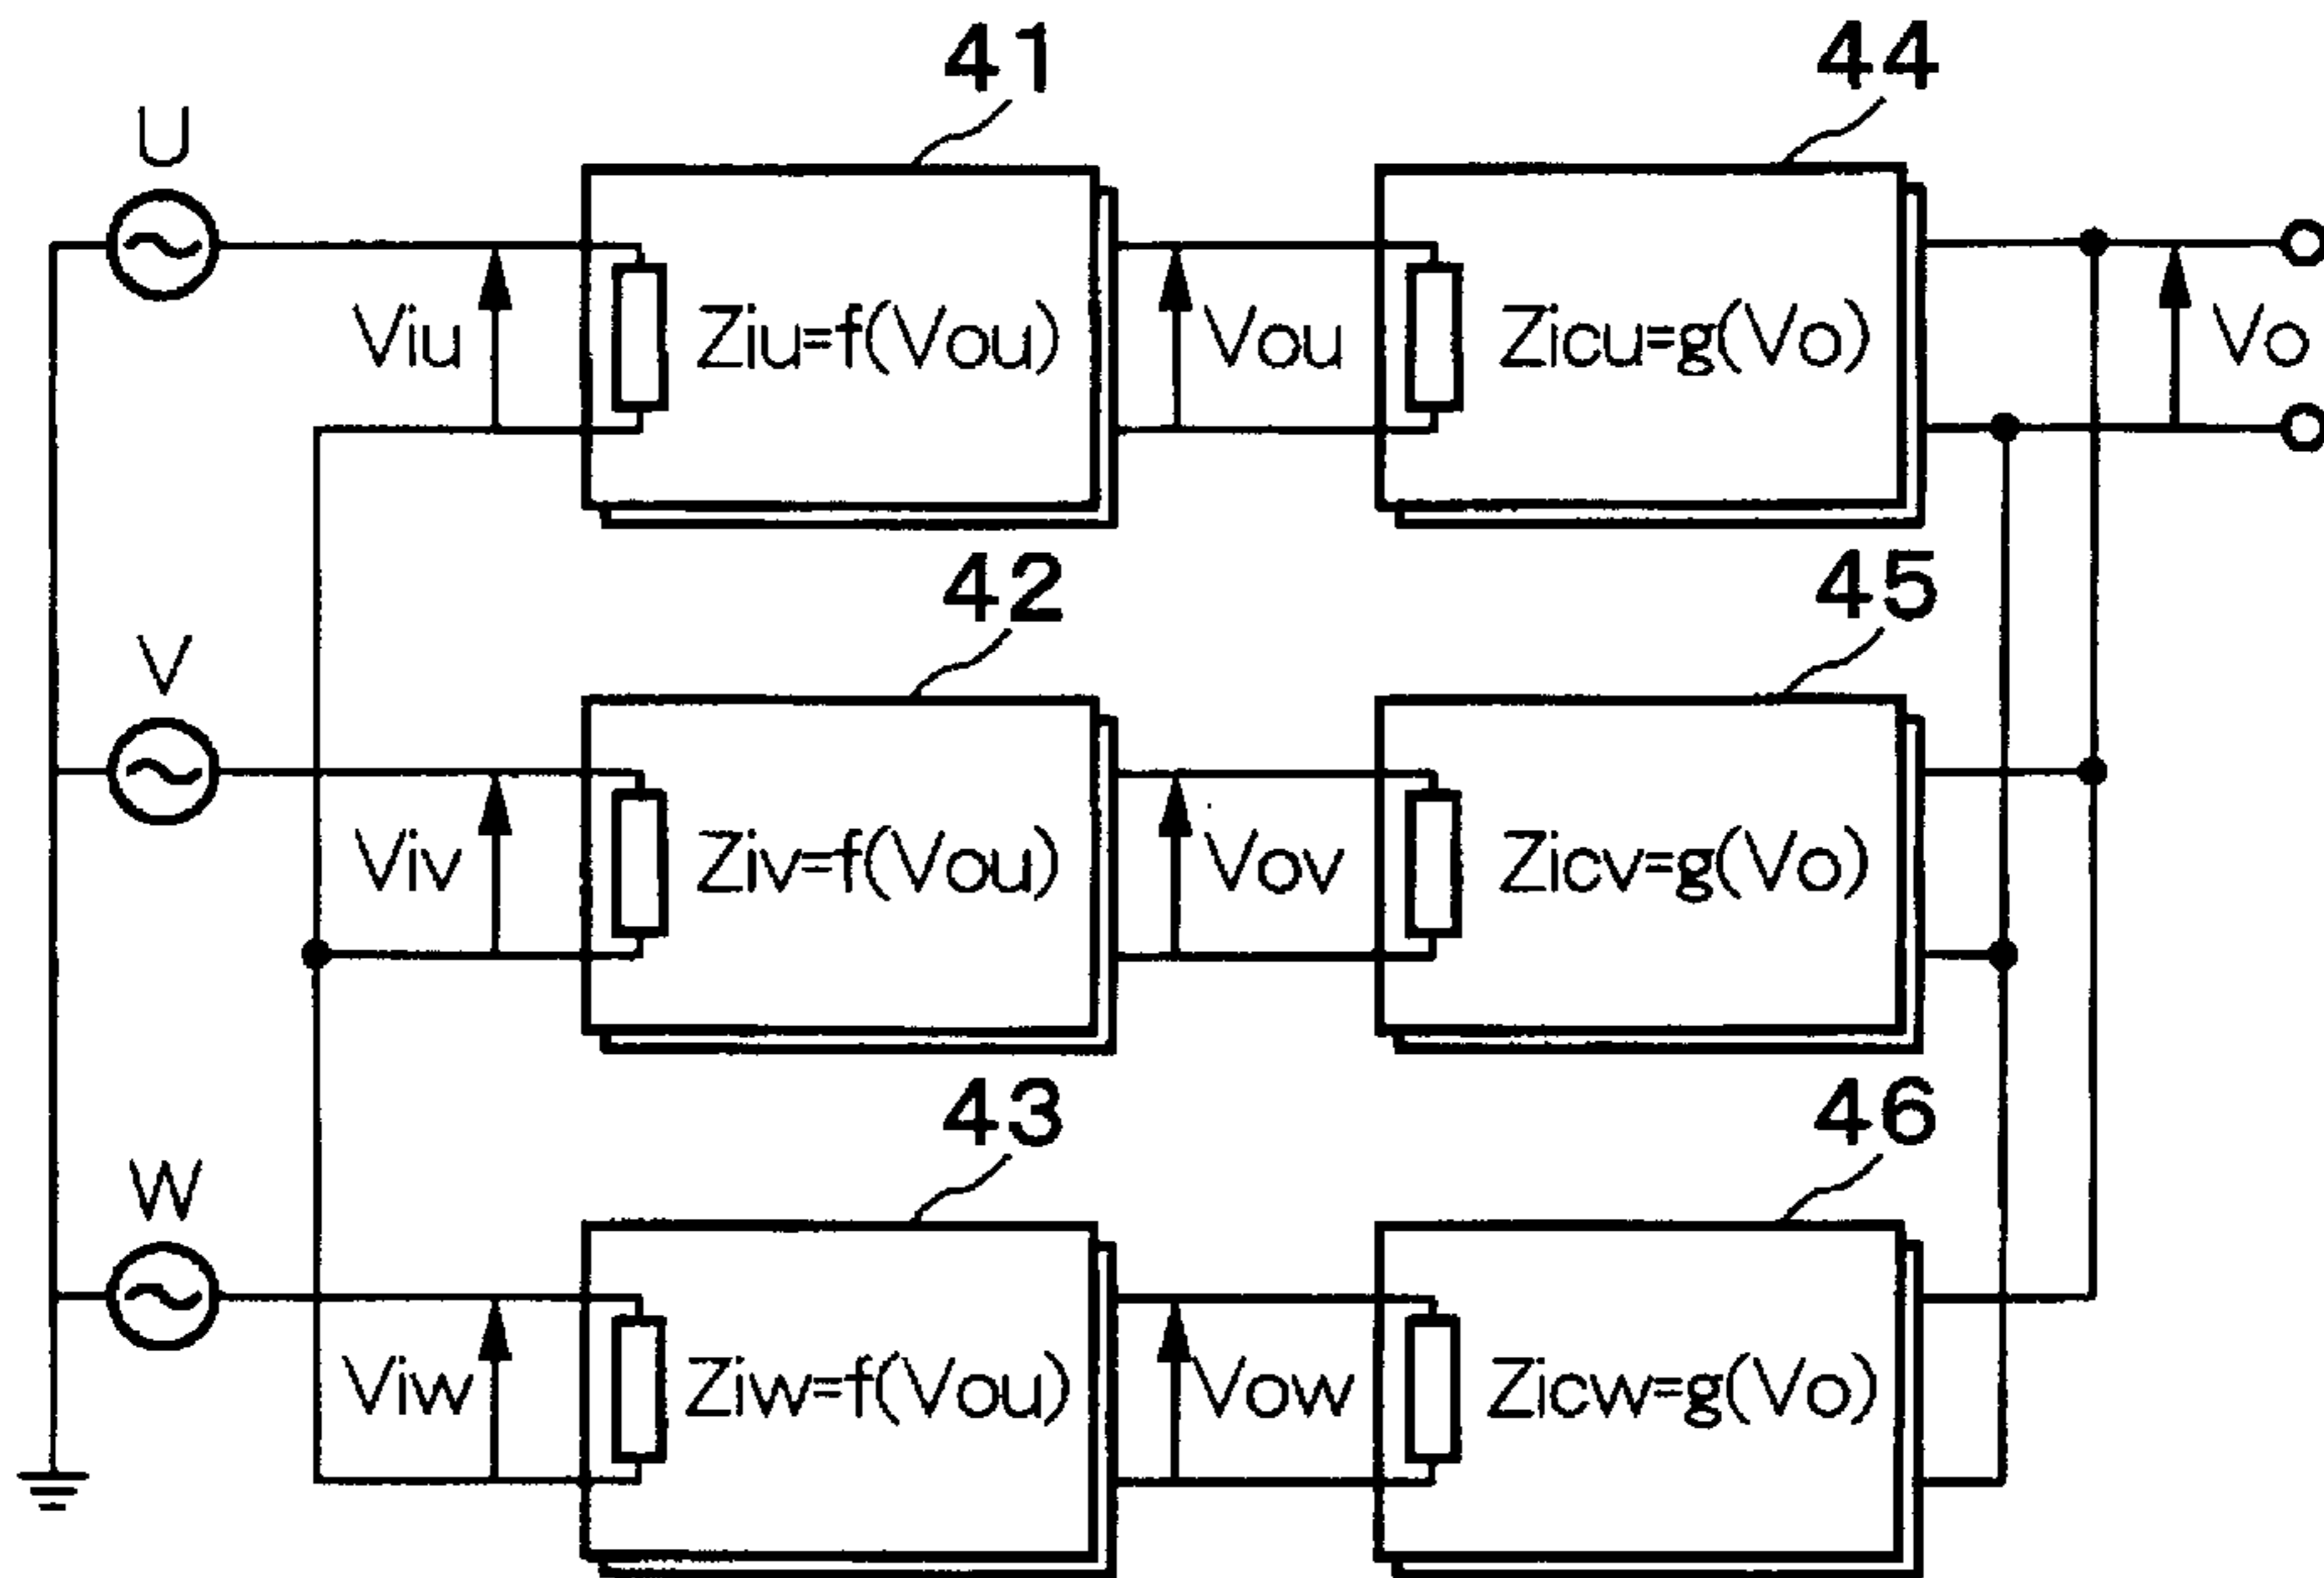 41
44
U
Viu
Ziu=f(Vou)
Vou
Zicu=g(Vo)
Vo
42
45
V
Viv
Ziv=f(Vou)
Vov
Zicv=g(Vo)
43
46
W
Viw
Ziw=f(Vou)
Vow
Zicw=g(Vo)